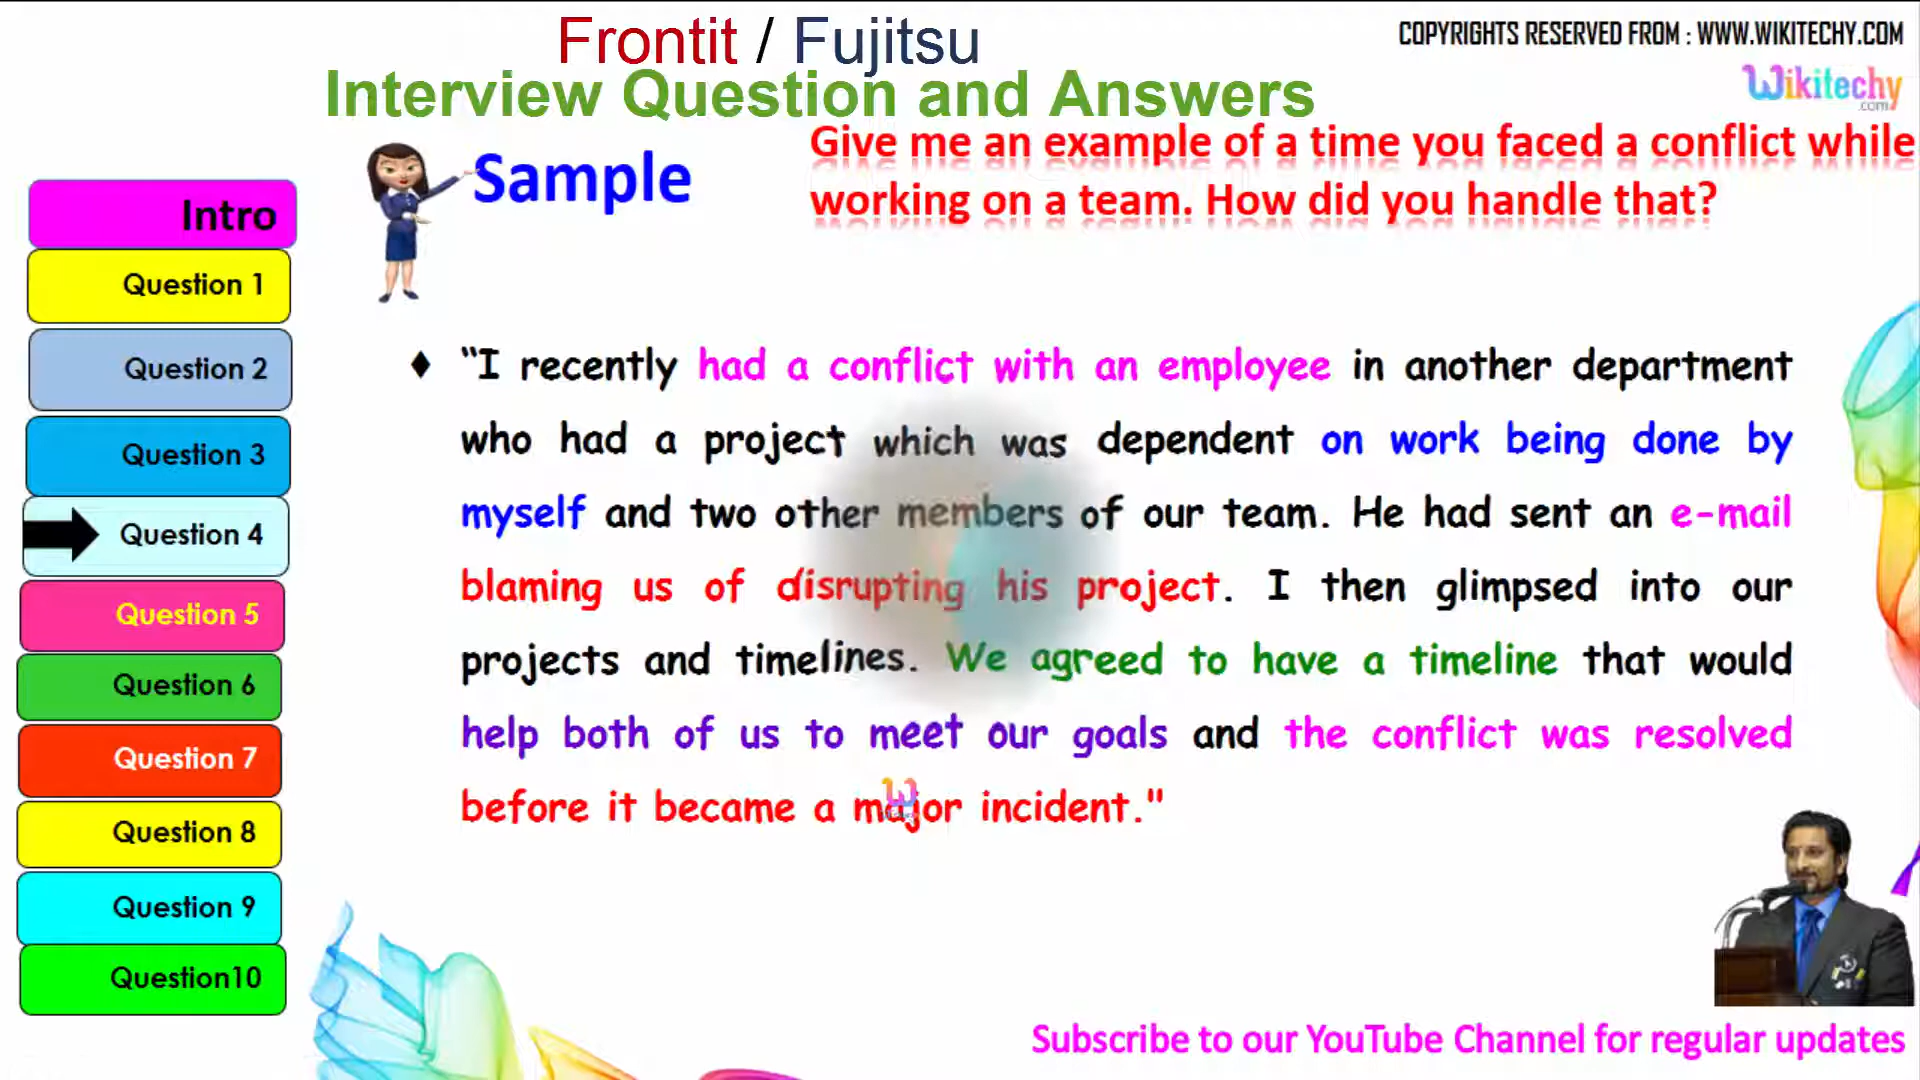 Frontit / Fujitsu
COPYRIGHTS RESERVED FROM : WWW.WIKITECHY.COM
Interview Question and Answers
Wikitechy
.com
Sample
Give me an example of a time you faced a conflict while
working on a team. How did you handle that?
Intro
Question 1
Question 2
Question 3
Question 4
Question 5
Question 6
Question 7
Question 8
Question 9
Question10
♦ “I recently had a conflict with an employee in another department
who had a project which was dependent on work being done by
myself and two other members of our team. He had sent an e-mail
blaming us of disrupting his project. I then glimpsed into our
projects and timelines. We agreed to have a timeline that would
help both of us to meet our goals and the conflict was resolved
before it became a major incident."
Subscribe to our YouTube Channel for regular updates